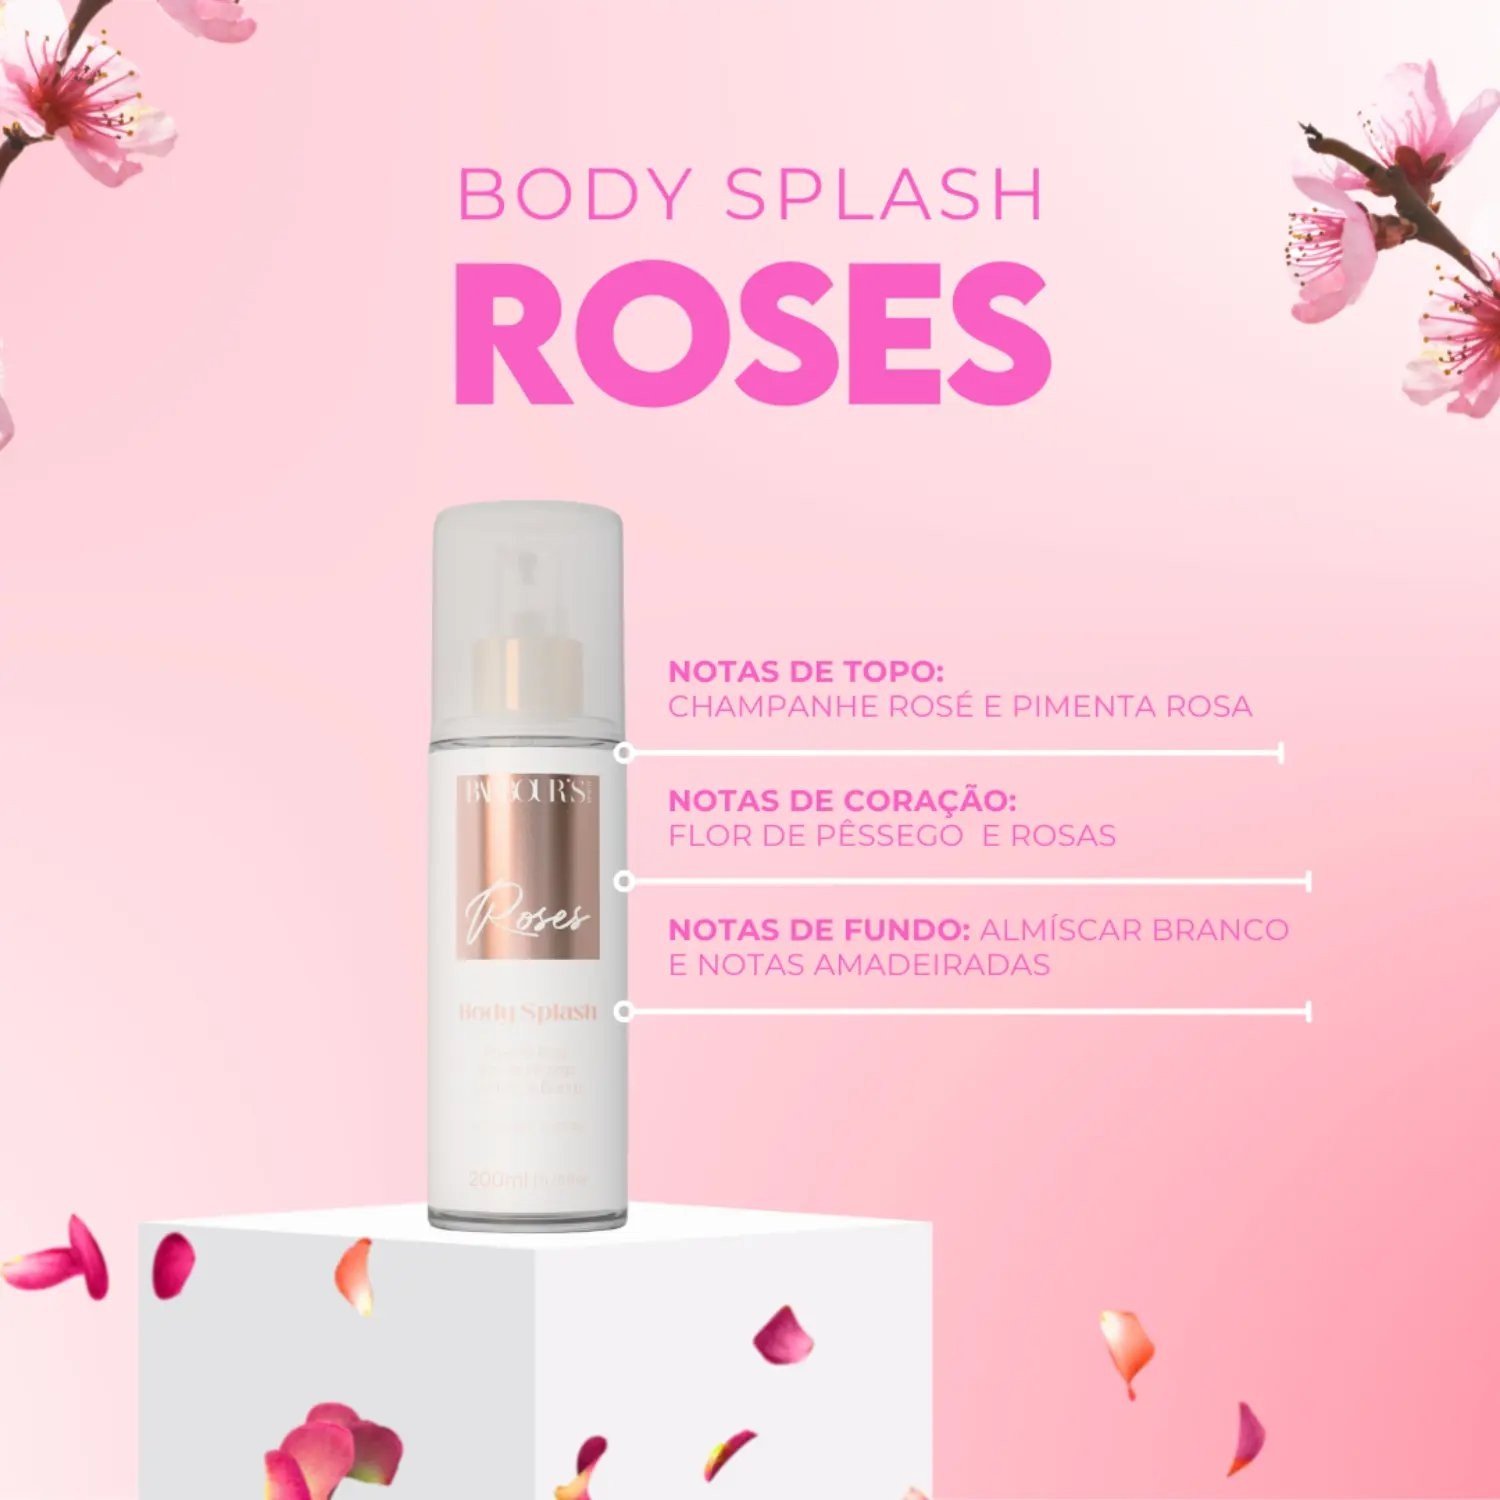 BODY SPLASH
ROSES
NOTAS DE TOPO:
CHAMPANHE ROSÉ E PIMENTA ROSA
NOTAS DE CORAÇÃO:
FLOR DE PÊSSEGO E ROSAS
NOTAS DE FUNDO: ALMÍSCAR BRANCO
E NOTAS AMADEIRADAS
Roses
Body Splash
200ml